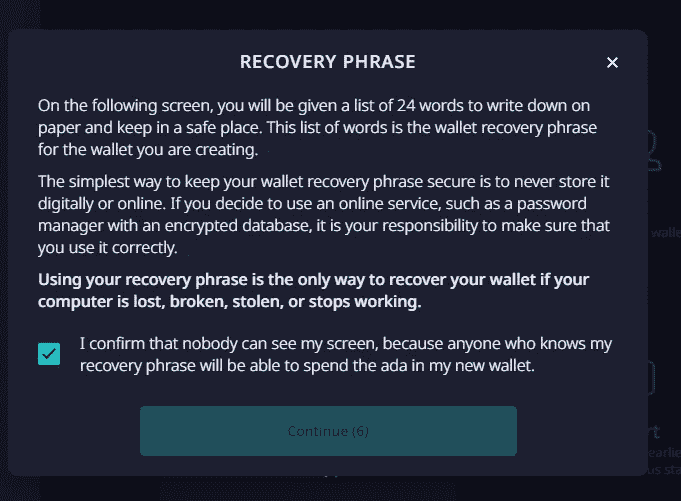 RECOVERY PHRASE
On the following screen, you will be given a list of 24 words to write down on
paper and keep in a safe place. This list of words is the wallet recovery phrase
for the wallet you are creating.
The simplest way to keep your wallet recovery phrase secure is to never store it
digitally or online. If you decide to use an online service, such as a password
manager with an encrypted database, it is your responsibility to make sure that
you use it correctly.
Using your recovery phrase is the only way to recover your wallet if your
computer is lost, broken, stolen, or stops working.
I confirm that nobody can see my screen, because anyone who knows my
recovery phrase will be able to spend the ada in my new wallet.
Continue (6)